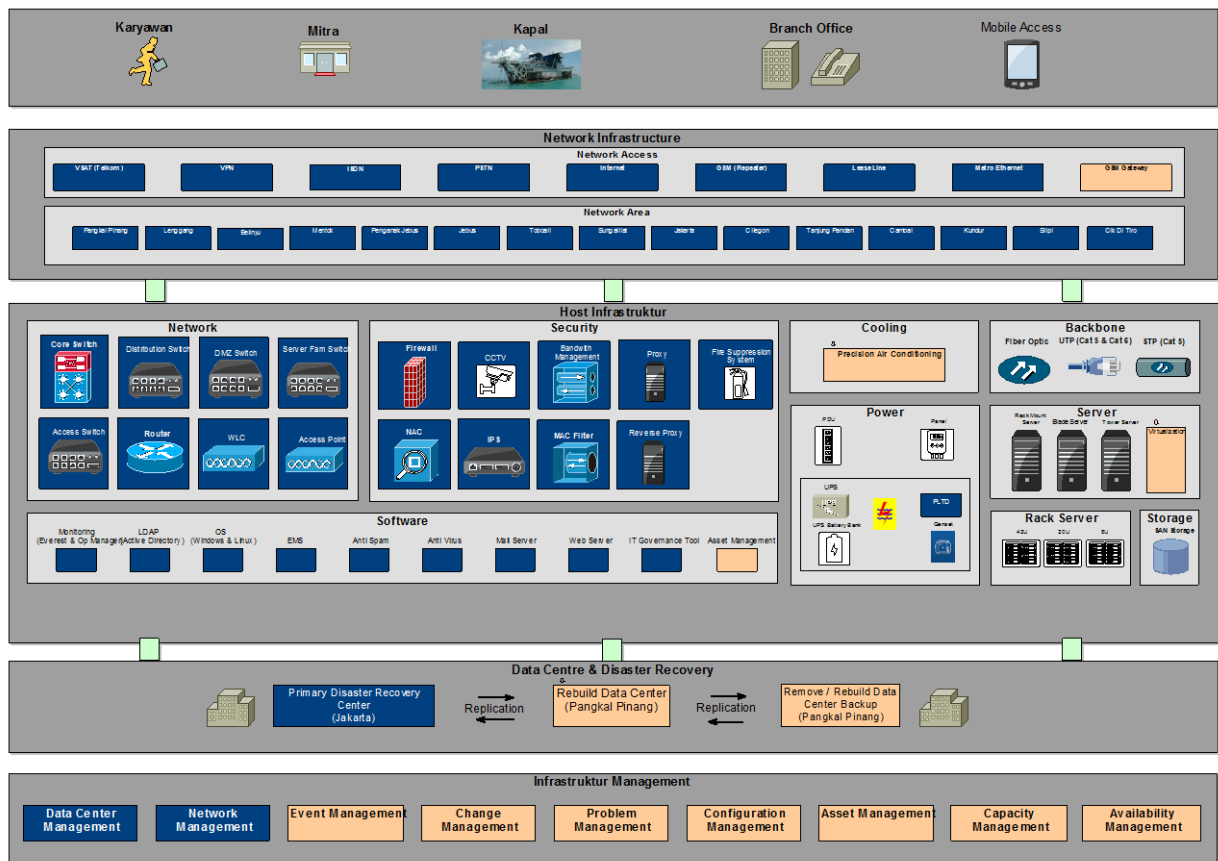 Karyawan
Mitra
Kapal
Branch Office
Mobile Access
Network Infrastructure
Network Access
VSAT (Telkom)
VPN
ISDN
PSTN
Internet
GSM (Repeater)
Lease Line
Metro Ethernet
GSM Gateway
Network Area
Pangkal Pinang
Lenggang
Belinyu
Mentok
Penganak Jebus
Jebus
Toboali
Sungailiat
Jakarta
Cilegon
Tanjung Pandan
Kundur
Slipi
Cik Di Tiro
Host Infrastruktur
Network
Core Switch
Distribution Switch
DMZ Switch
Server Fam Switch
Access Switch
Router
WLC
Access Point
Security
Firewall
CCTV
Bandwith
Management
Proxy
Fire Suppression
System
NAC
IPS
MAC Filter
Reverse Proxy
Cooling
Precision Air Conditioning
Backbone
Fiber Optic
UTP (Cat 5 & Cat 6)
STP (Cat 5)
Power
PDU
Panel
UPS
UPS
UPS Battery Bank
PLTD
Genset
Server
Rack Mount
Server
Blade Server
Tower Server
Virtualization
Software
Monitoring
(Everest & Op Manager)
LDAP
(Active Directory)
OS
(Windows & Linux)
EMS
Anti Spam
Anti Virus
Mail Server
Web Server
IT Governance Tool
Asset Management
Rack Server
42U
20U
Storage
SAN Storage
Data Centre & Disaster Recovery
Primary Disaster Recovery
Center
(Jakarta)
Replication
Rebuild Data Center
(Pangkal Pinang)
Replication
Remove / Rebuild Data
Center Backup
(Pangkal Pinang)
Infrastruktur Management
Data Center
Management
Network
Management
Event Management
Change
Management
Problem
Management
Configuration
Management
Asset Management
Capacity
Management
Availability
Management